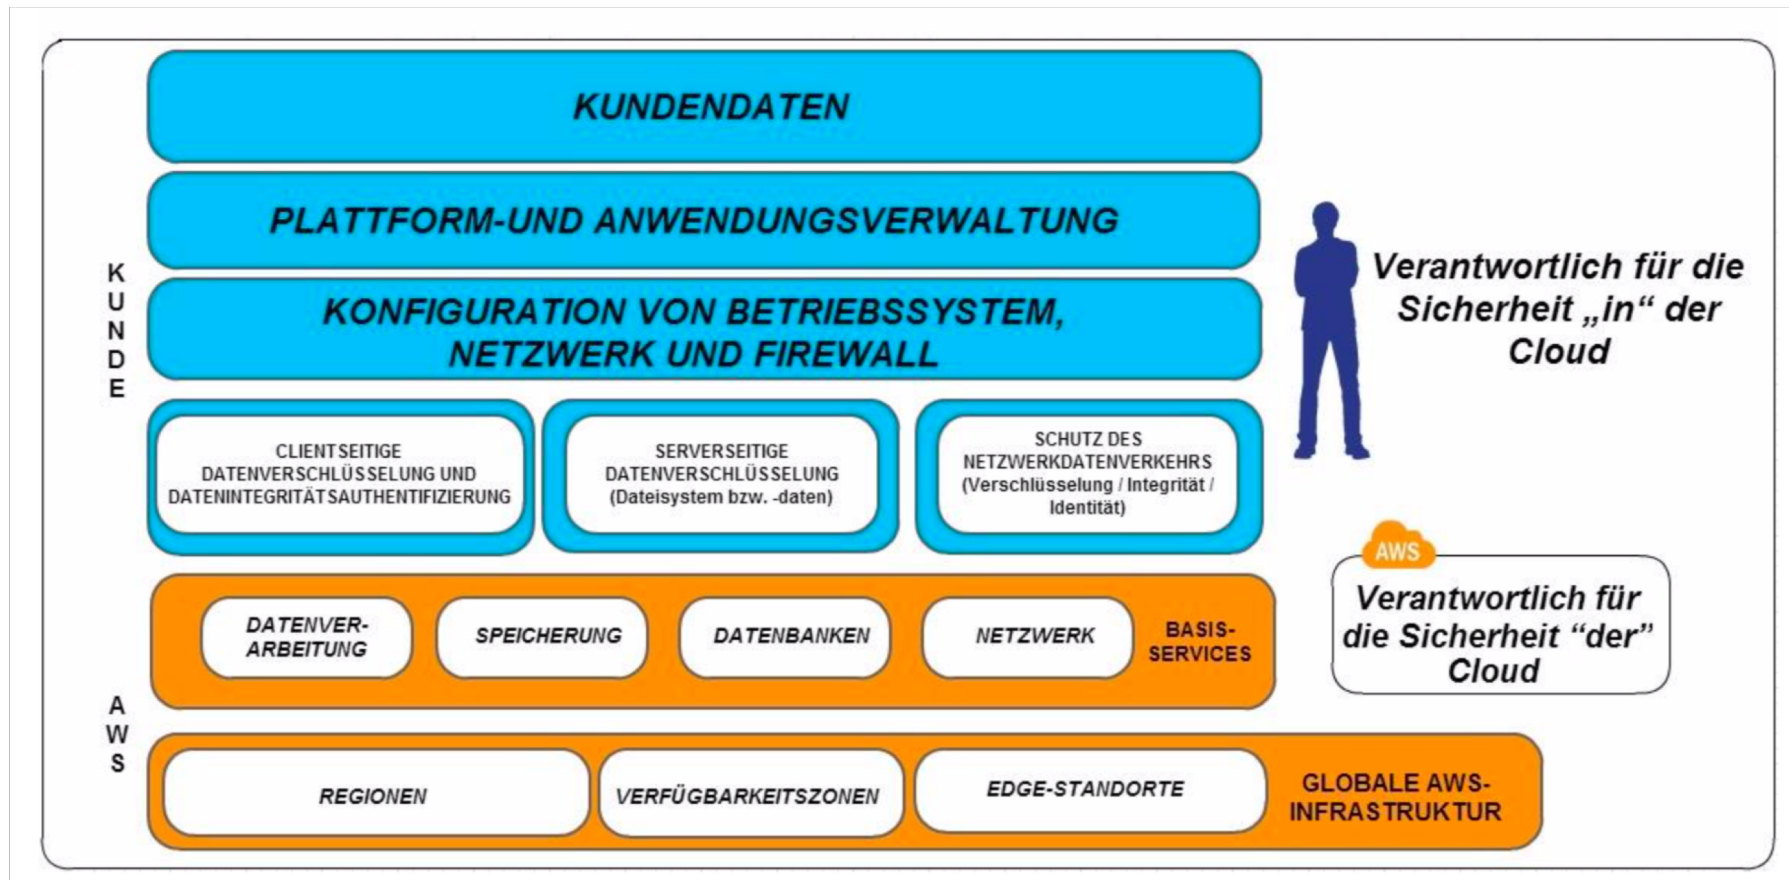 KUNDENDATEN
PLATTFORM-UND ANWENDUNGSVERWALTUNG
KUNDE
KONFIGURATION VON BETRIEBSSYSTEM,
NETZWERK UND FIREWALL
Verantwortlich für die
Sicherheit „in“ der
Cloud
CLIENTSEITIGE
DATENVERSCHLÜSSELUNG UND
DATENINTEGRITÄTSAUTHENTIFIZIERUNG
SERVERSEITIGE
DATENVERSCHLÜSSELUNG
(Dateisystem bzw. -daten)
SCHUTZ DES
NETZWERKDATENVERKEHRS
(Verschlüsselung / Integrität /
Identität)
AWS
Verantwortlich für
die Sicherheit “der”
Cloud
DATENVER-
ARBEITUNG
SPEICHERUNG
DATENBANKEN
NETZWERK
BASIS-
SERVICES
AWS
REGIONEN
VERFÜGBARKEITSZONEN
EDGE-STANDORTE
GLOBALE AWS-
INFRASTRUKTUR